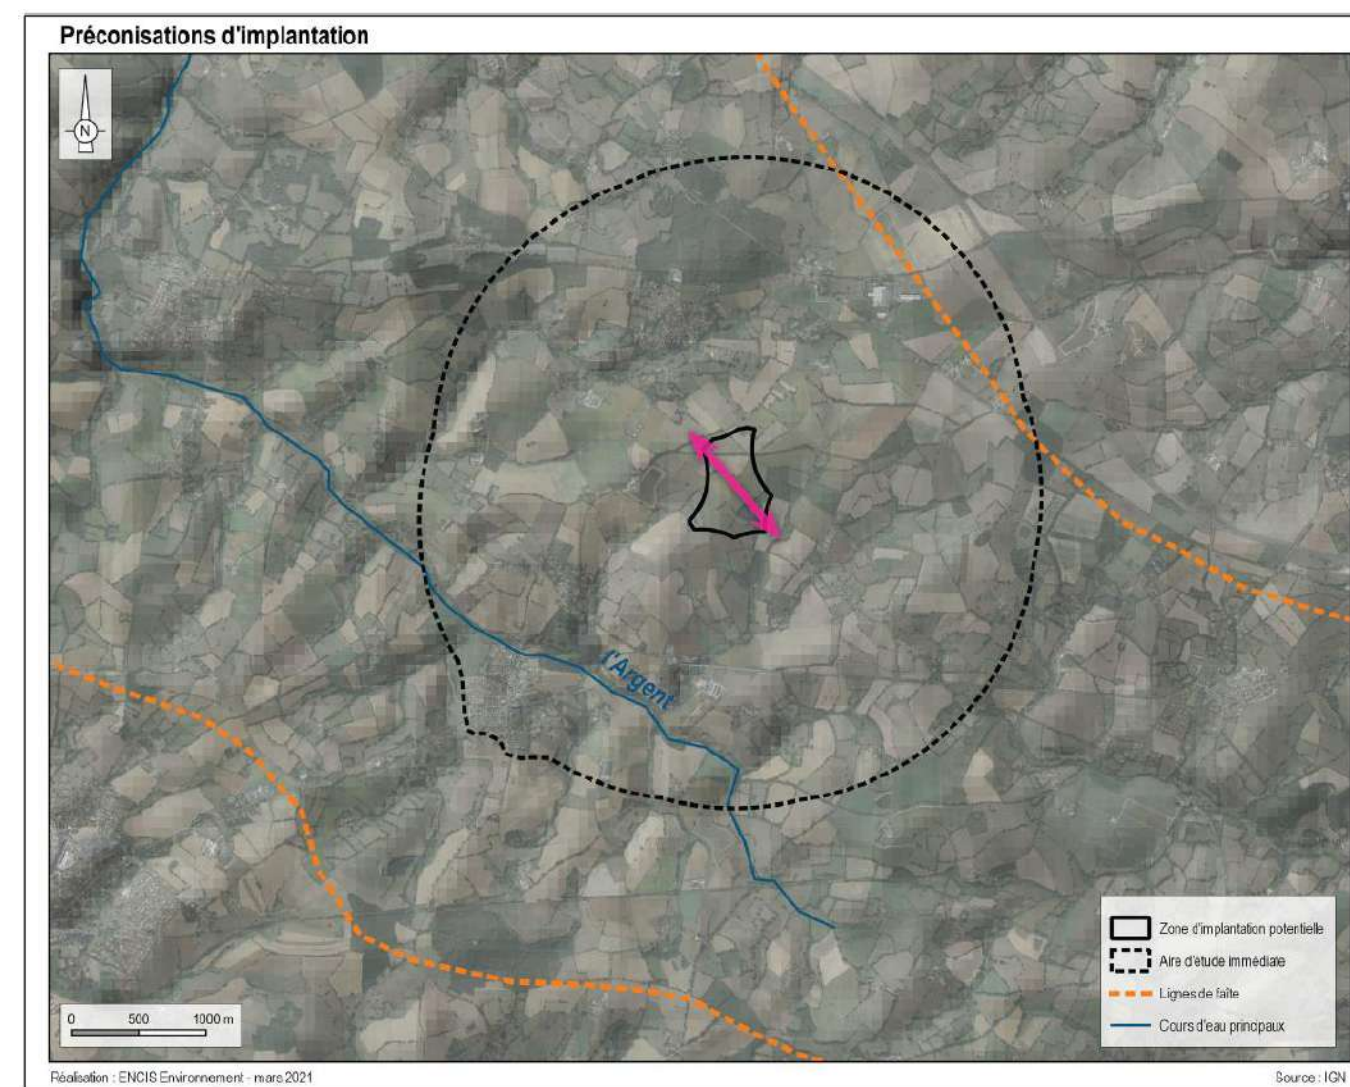 Préconisations d'implantation
N
l'Argent
Zone d'implantation potentielle
Aire d'étude immédiate
Lignes de faîte
Cours d'eau principaux
0 500 1000 m
Réalisation : ENCIS Environnement - mars 2021
Source : IGN